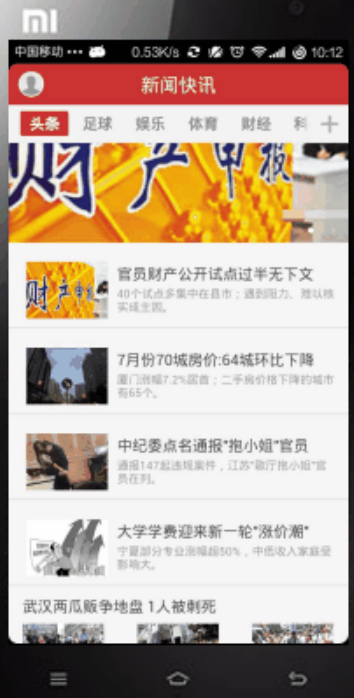 mi
中国移动 ••• 0.53K/s 10:12
新闻快讯
头条 足球 娱乐 体育 财经 科 +
财产申报
财产申
官员财产公开试点过半无下文
40个试点多集中在县市；遇到阻力、难以核
实成主因。
7月份70城房价:64城环比下降
厦门涨幅7.2%居首；二手房价格下降的城市
有65个。
中纪委点名通报"抱小姐"官员
通报147起违规案件，江苏"歌厅抱小姐"官
员在列。
大学学费迎来新一轮"涨价潮"
宁夏部分专业涨幅超50%，中低收入家庭受
影响大。
武汉两瓜贩争地盘 1人被刺死